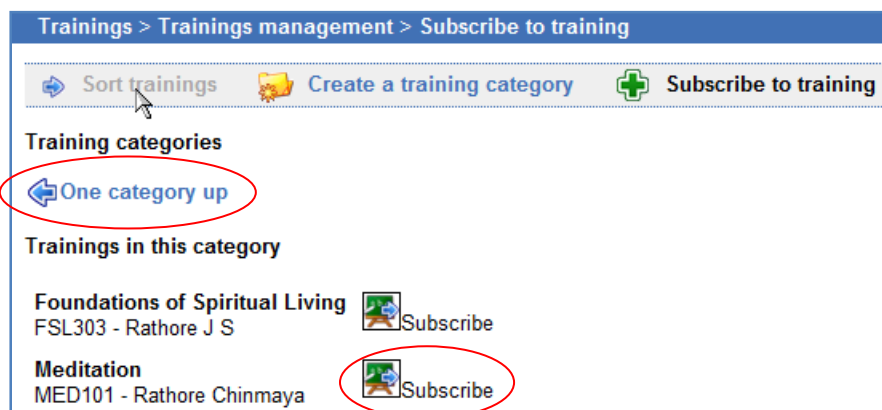 Trainings > Trainings management > Subscribe to training
Sort trainings Create a training category Subscribe to training
Training categories
One category up
Trainings in this category
Foundations of Spiritual Living
FSL303 - Rathore J S
Subscribe
Meditation
MED101 - Rathore Chinmaya
Subscribe